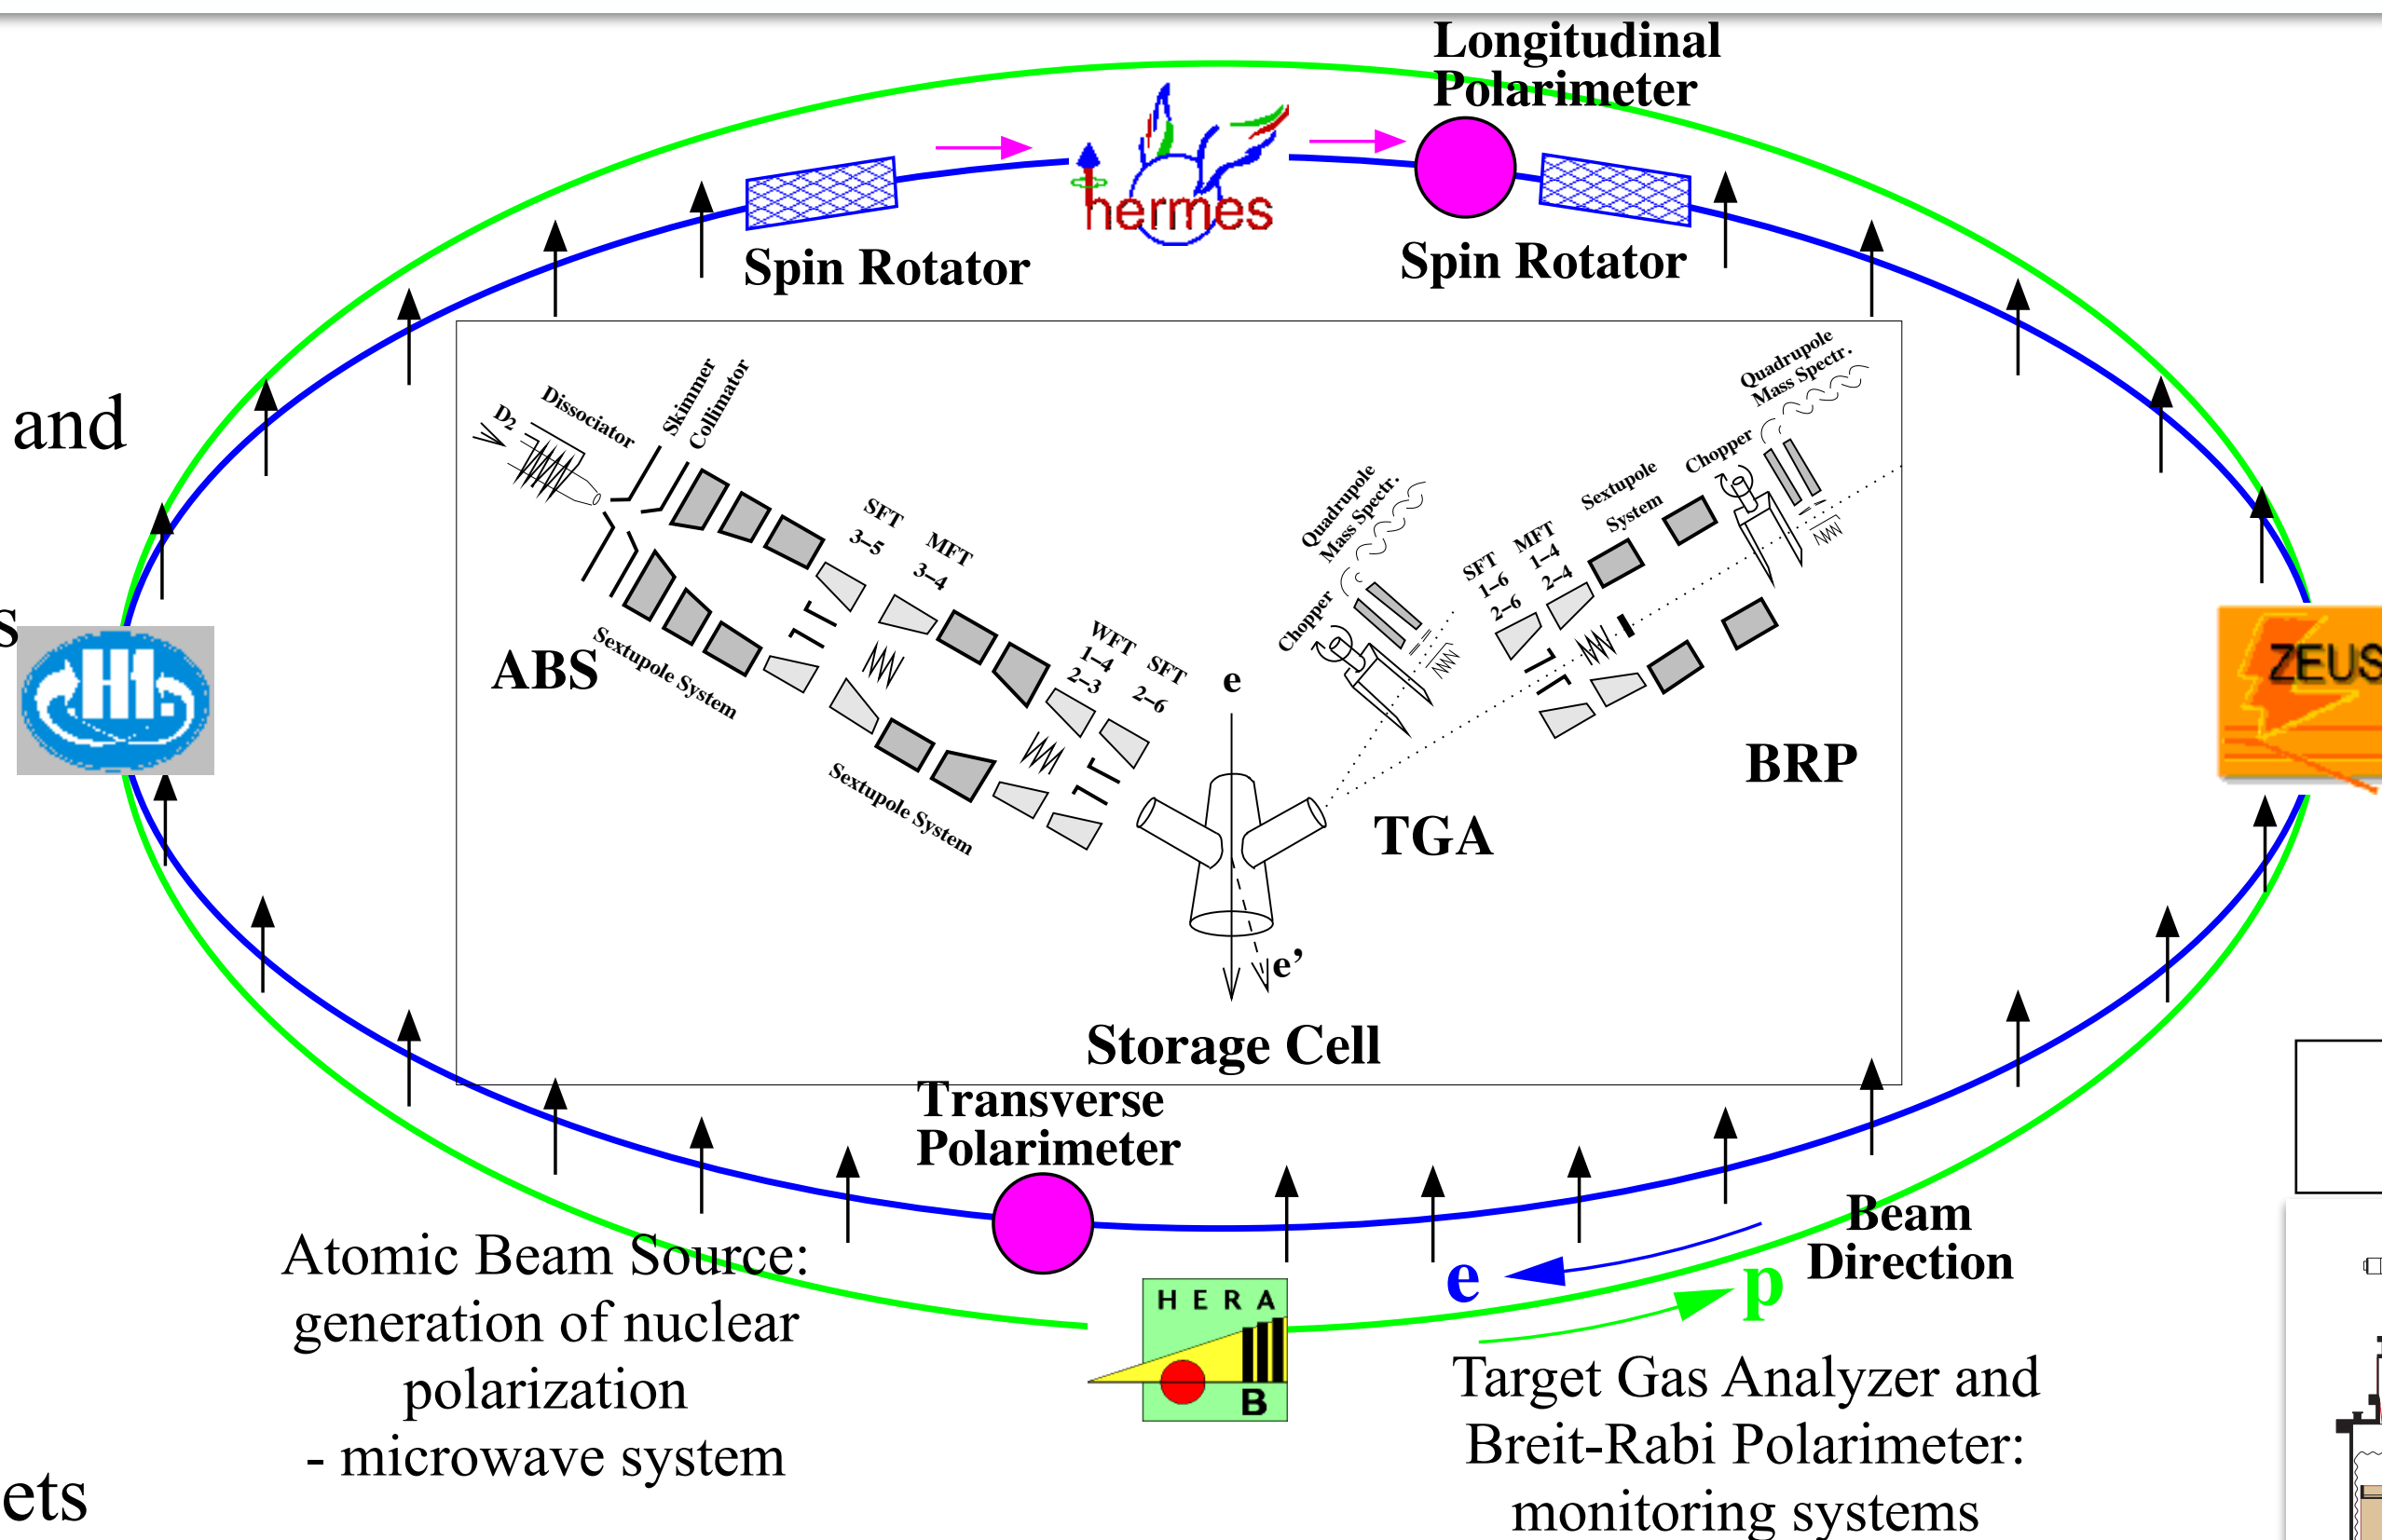 Longitudinal
Polarimeter
hermes
Spin Rotator
Spin Rotator
and
s
D2
Dissociator
Skimmer
Collimator
Sextupole System
ABS
SFT
3–5
MFT
3–4
Sextupole System
WFT
1–4
2–3
SFT
2–6
e
e’
Storage Cell
TGA
Chopper
Quadrupole
Mass Spectr.
SFT
1–6
2–6
MFT
1–4
2–4
Sextupole
System
Chopper
Quadrupole
Mass Spectr.
BRP
H1
ZEUS
Transverse
Polarimeter
Beam
Direction
e
p
HERA
B
Atomic Beam Source:
generation of nuclear
polarization
- microwave system
Target Gas Analyzer and
Breit-Rabi Polarimeter:
monitoring systems
ets